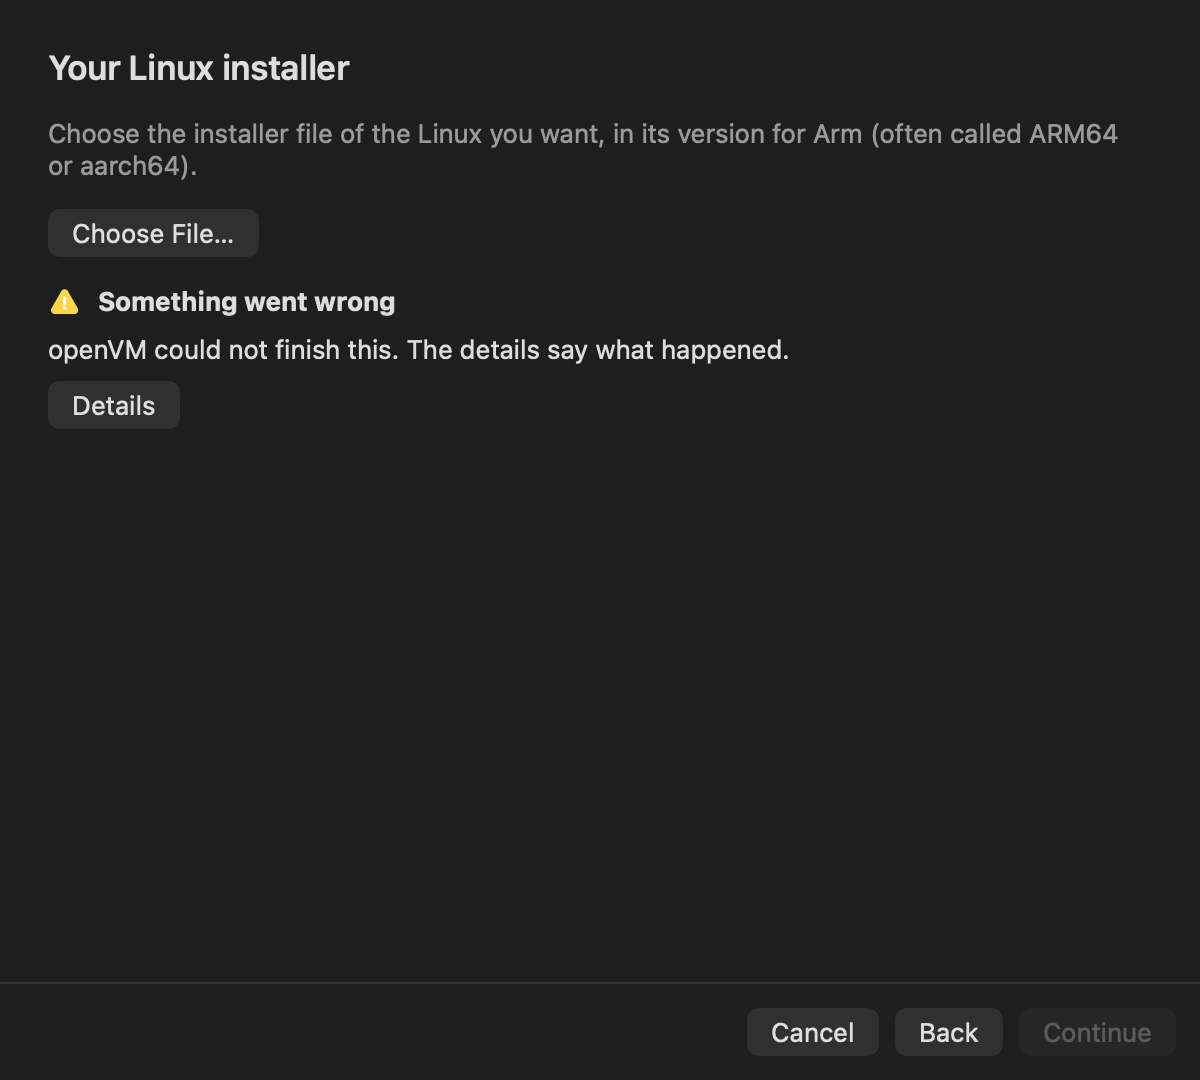 Your Linux installer
Choose the installer file of the Linux you want, in its version for Arm (often called ARM64
or aarch64).
Choose File...
Something went wrong
openVM could not finish this. The details say what happened.
Details
Cancel
Back
Continue